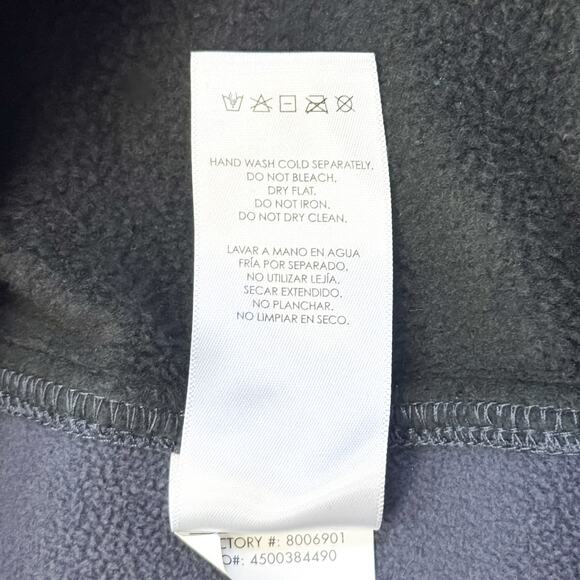 HAND WASH COLD SEPARATELY.
DO NOT BLEACH.
DRY FLAT.
DO NOT IRON.
DO NOT DRY CLEAN.
LAVAR A MANO EN AGUA
FRÍA POR SEPARADO.
NO UTILIZAR LEJÍA.
SECAR EXTENDIDO.
NO PLANCHAR.
NO LIMPIAR EN SECO.
CTORY #: 8006901
O#: 4500384490